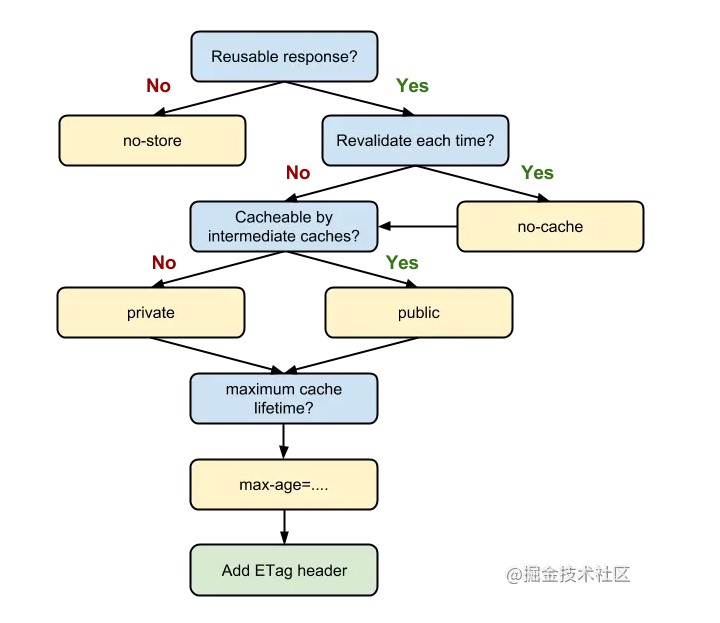 Reusable response?
No
Yes
no-store
Revalidate each time?
No
Yes
Cacheable by
intermediate caches?
no-cache
No
Yes
private
public
maximum cache
lifetime?
max-age=....
Add ETag header
@掘金技术社区